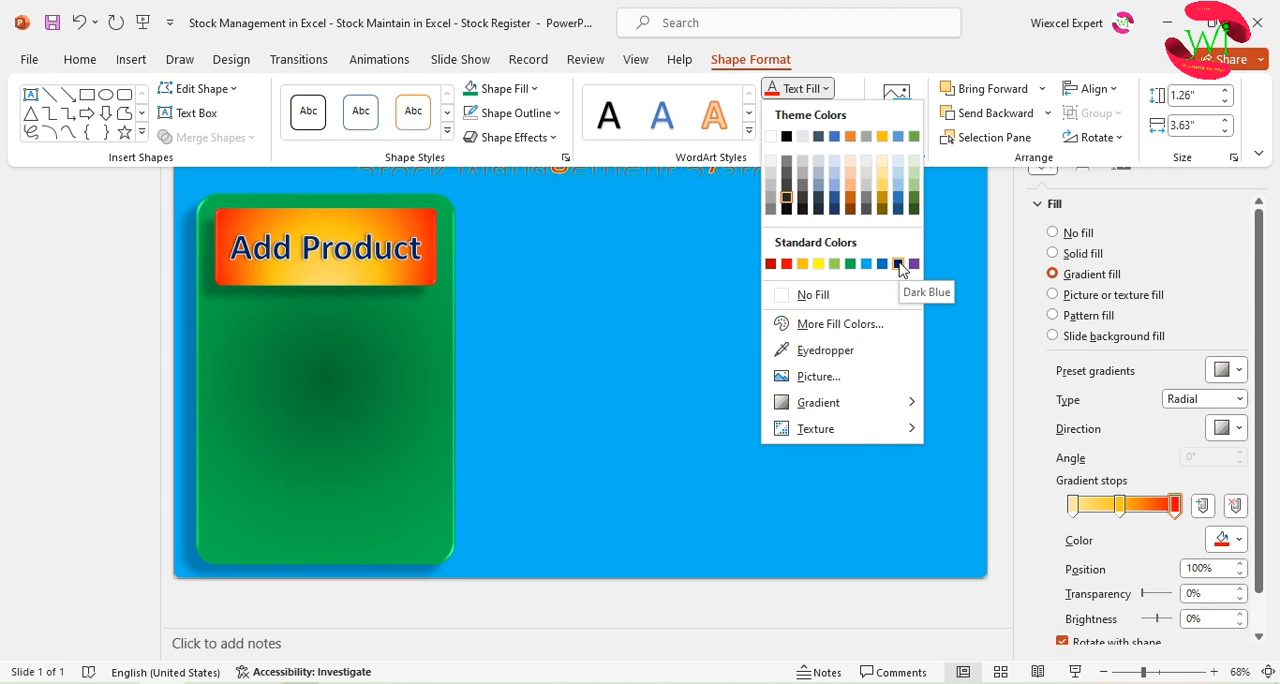 Stock Management in Excel - Stock Maintain in Excel - Stock Register - PowerP...
Search
Wiexcel Expert
Wi
File Home Insert Draw Design Transitions Animations Slide Show Record Review View Help Shape Format
Share
Edit Shape
Text Box
Merge Shapes
Insert Shapes
Abc Abc Abc
Shape Fill
Shape Outline
Shape Effects
Shape Styles
A A A
WordArt Styles
A Text Fill
Bring Forward
Send Backward
Selection Pane
Align
Group
Rotate
Arrange
1.26"
3.63"
Size
Theme Colors
Standard Colors
Dark Blue
No Fill
More Fill Colors...
Eyedropper
Picture...
Gradient
Texture
Add Product
Fill
No fill
Solid fill
Gradient fill
Picture or texture fill
Pattern fill
Slide background fill
Preset gradients
Type Radial
Direction
Angle 0°
Gradient stops
Color
Position 100%
Transparency 0%
Brightness 0%
Rotate with shape
Click to add notes
Slide 1 of 1 English (United States) Accessibility: Investigate Notes Comments 68%